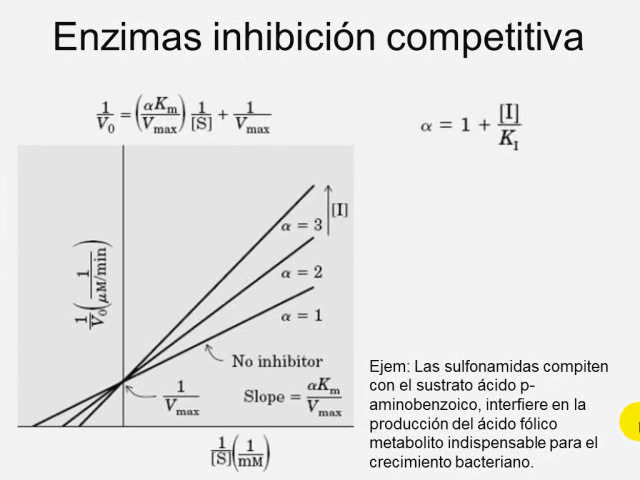 Enzimas inhibición competitiva
1/V0 = (αKm/Vmax) 1/[S] + 1/Vmax
α = 1 + [I]/KI
1/V0 (1/μM/min)
[I]
α = 3
α = 2
α = 1
No inhibitor
1/Vmax
Slope = αKm/Vmax
1/[S] (1/mM)
Ejem: Las sulfonamidas compiten
con el sustrato ácido p-
aminobenzoico, interfiere en la
producción del ácido fólico
metabolito indispensable para el
crecimiento bacteriano.